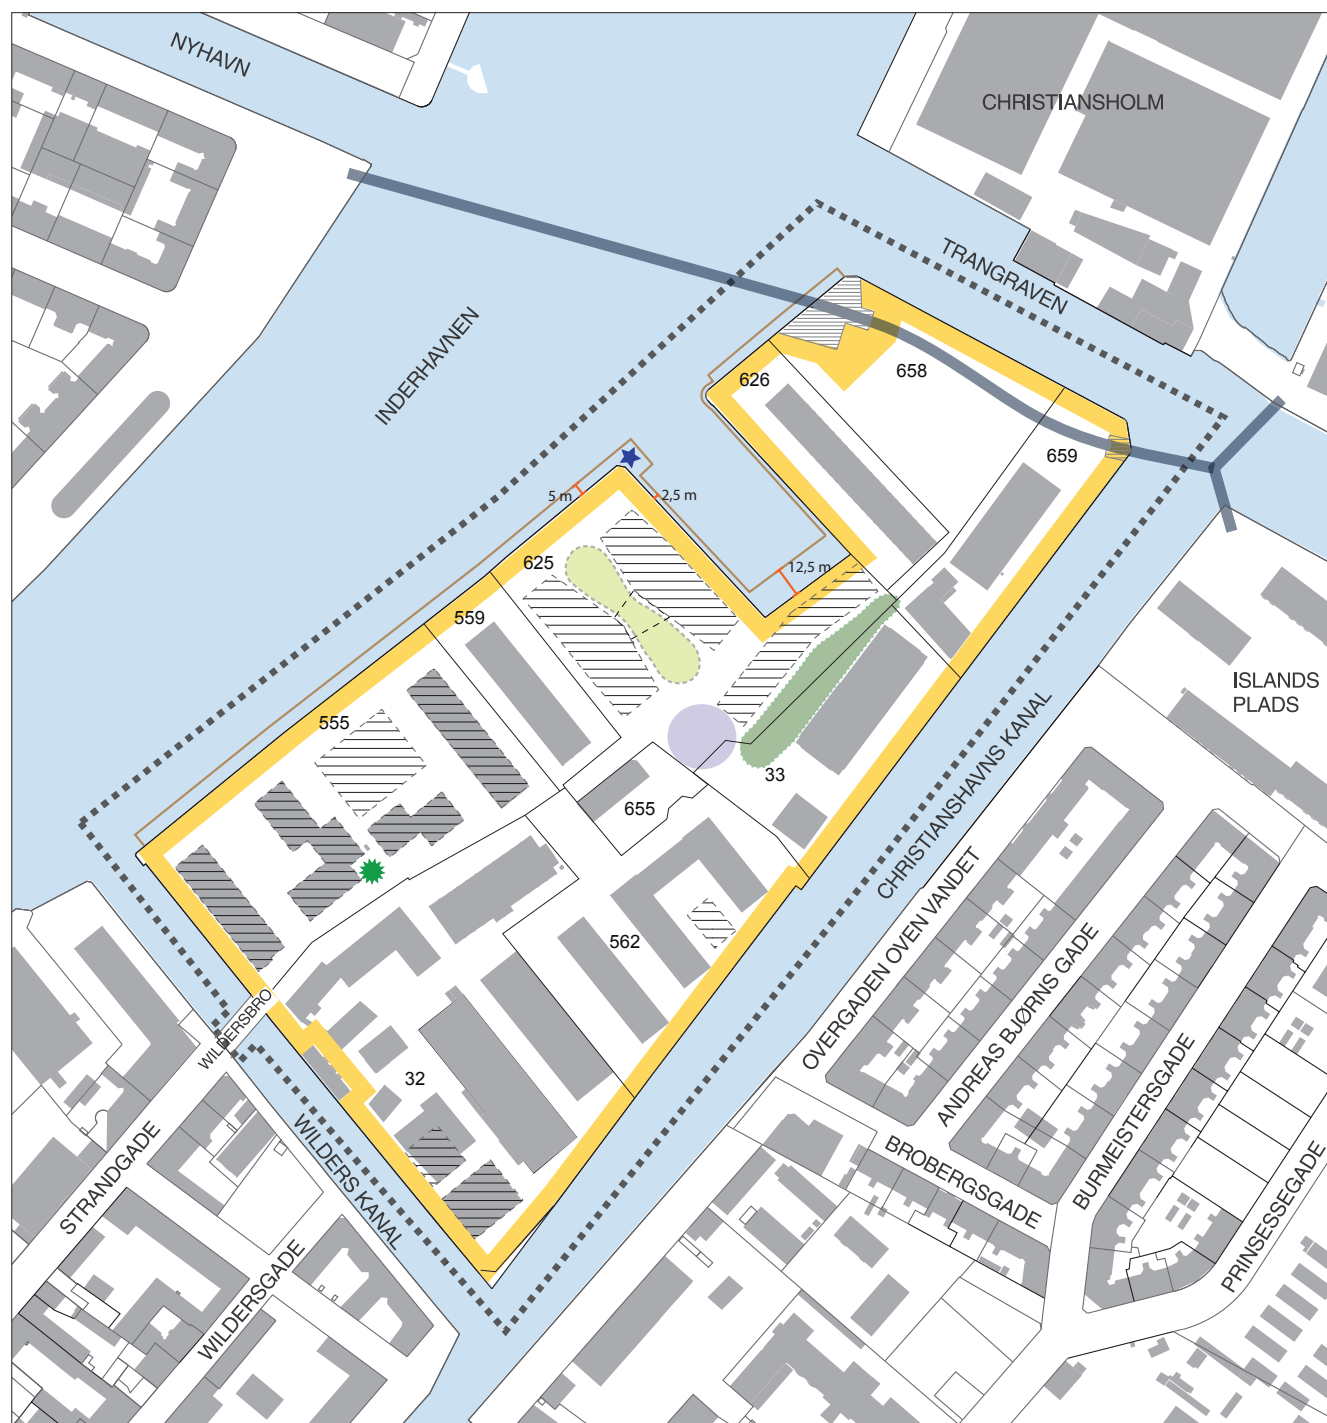 NYHAVN
CHRISTIANSHOLM
TRANGRAVEN
INDERHAVNEN
658
626
659
5 m
2,5 m
12,5 m
625
559
555
ISLANDS
PLADS
33
655
CHRISTIANSHAVNS KANAL
562
OVERGADEN OVEN VANDET
ANDREAS BJØRNS GADE
WILDERSBRO
32
BURMEISTERSGADE
STRANDGADE
WILDERS KANAL
BROBERGSGADE
PRINSESSEGADE
WILDERSGADE